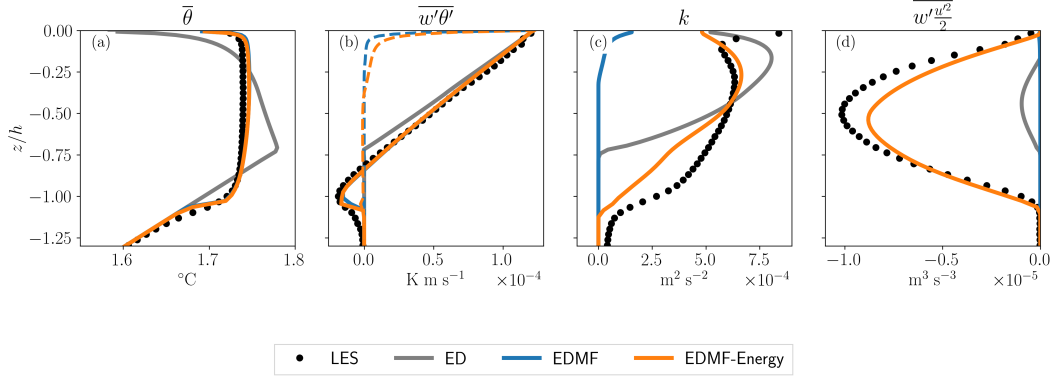 θ̅
w′θ′
k
w′ u′²/2
(a)
(b)
(c)
(d)
z/h
0.00
−0.25
−0.50
−0.75
−1.00
−1.25
1.6 1.7 1.8
°C
0.0 0.5 1.0
K m s⁻¹ ×10⁻⁴
0.0 2.5 5.0 7.5
m² s⁻² ×10⁻⁴
−1.0 −0.5 0.0
m³ s⁻³ ×10⁻⁵
LES ED EDMF EDMF-Energy